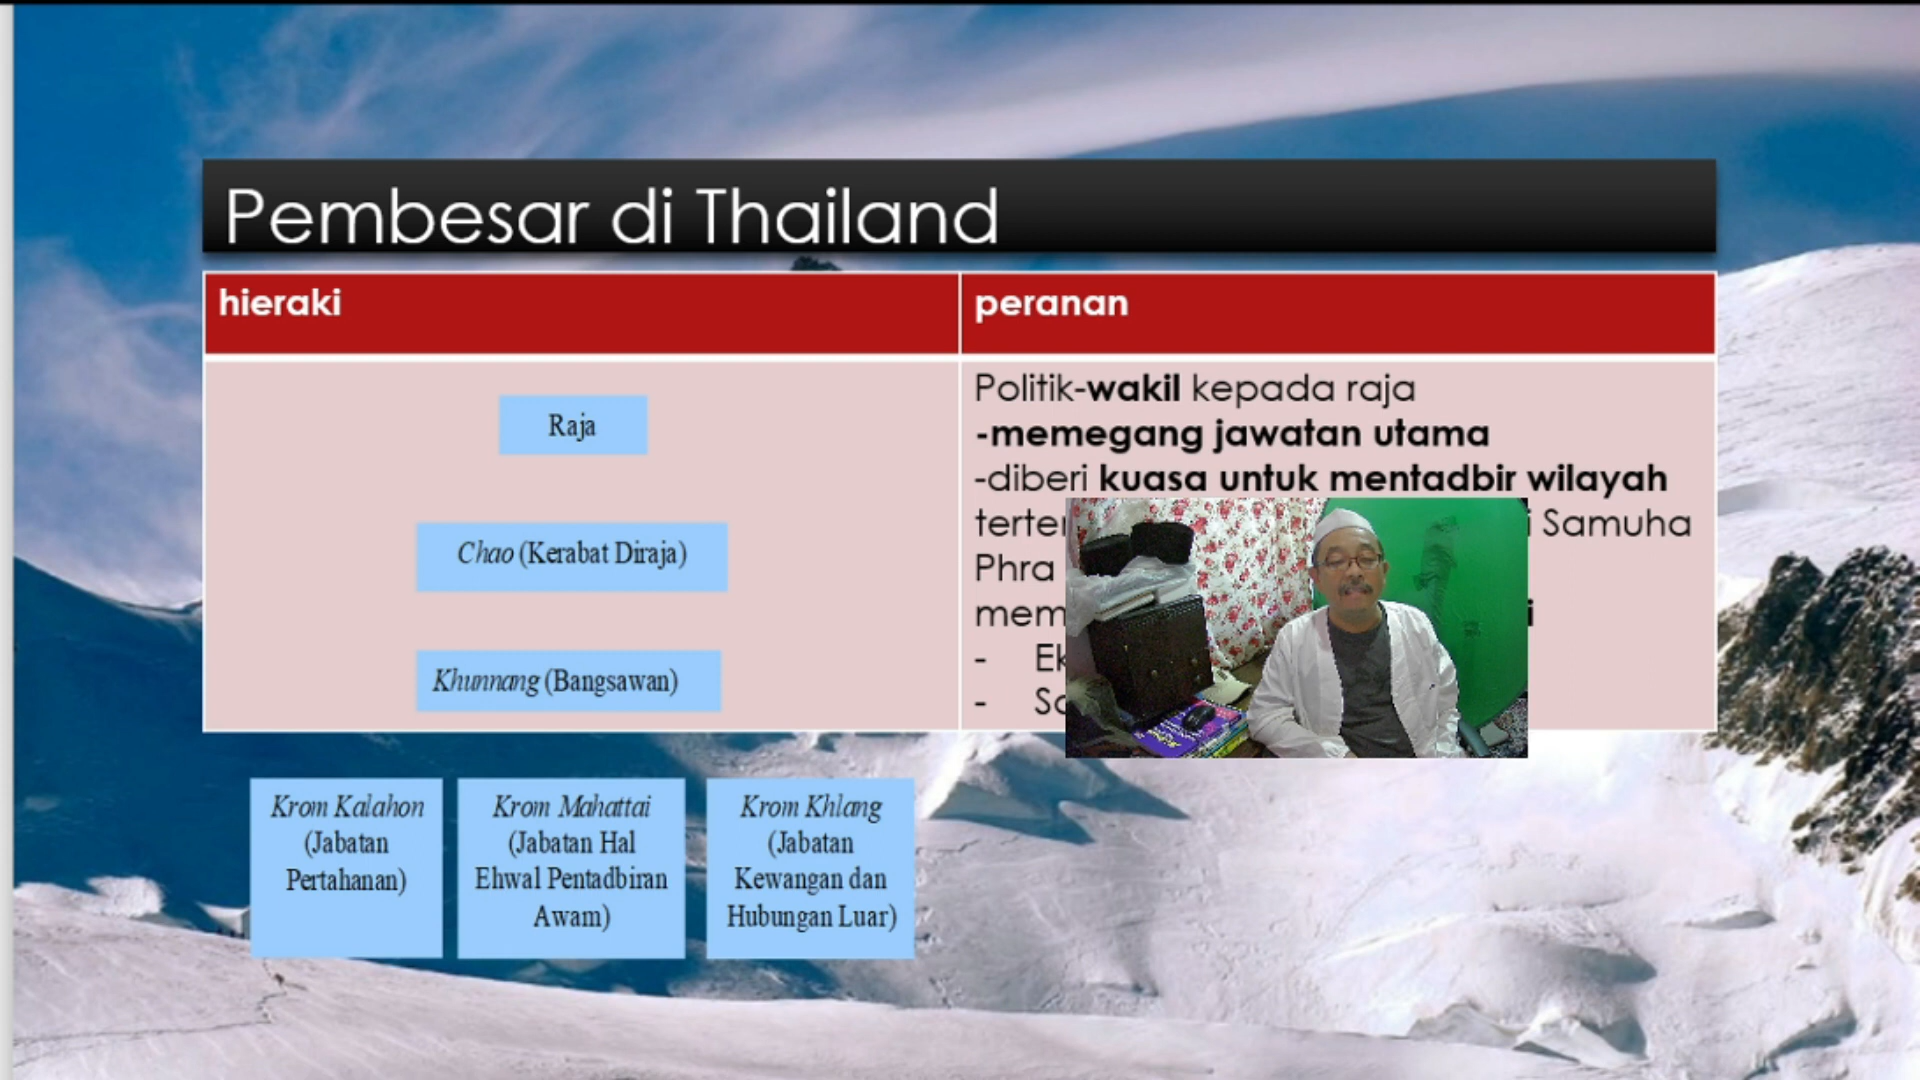 Pembesar di Thailand
hieraki
peranan
Raja
Chao (Kerabat Diraja)
Khunnang (Bangsawan)
Krom Kalahon
(Jabatan
Pertahanan)
Krom Mahattai
(Jabatan Hal
Ehwal Pentadbiran
Awam)
Krom Khlang
(Jabatan
Kewangan dan
Hubungan Luar)
Politik-wakil kepada raja
-memegang jawatan utama
-diberi kuasa untuk mentadbir wilayah
Samuha
Phra
-
-